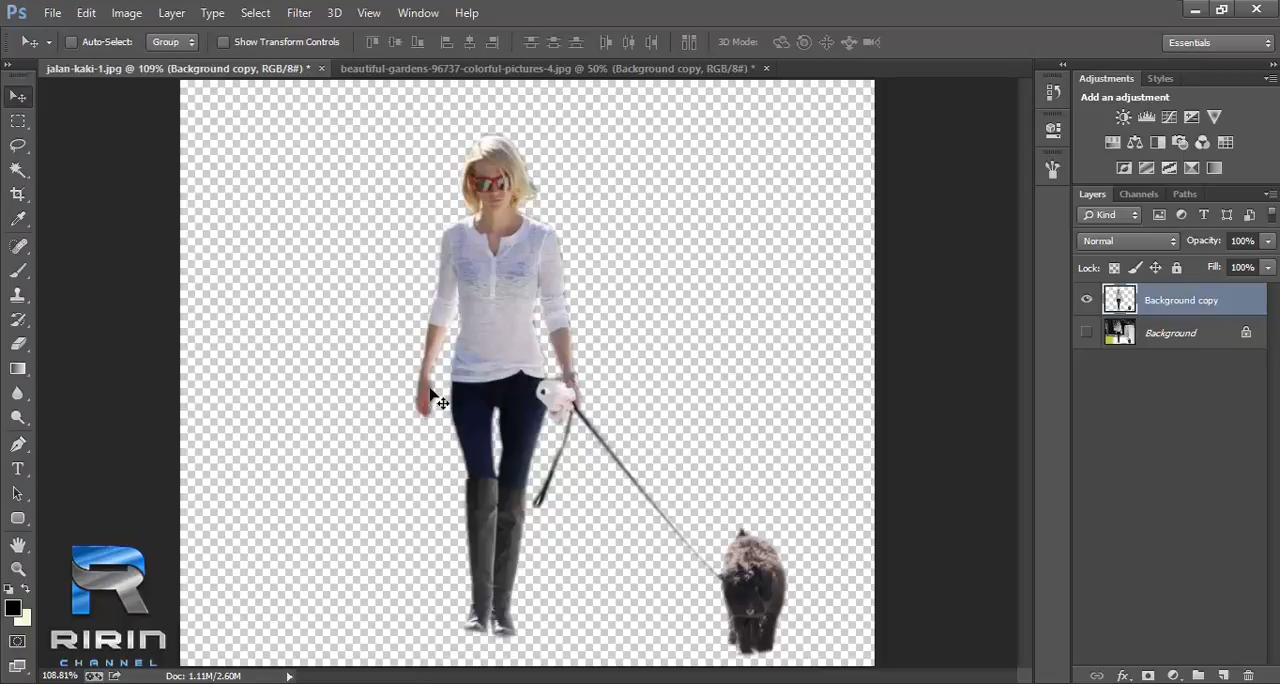 Ps File Edit Image Layer Type Select Filter 3D View Window Help
Auto-Select: Group Show Transform Controls 3D Mode: Essentials
jalan-kaki-1.jpg @ 109% (Background copy, RGB/8#) * × beautiful-gardens-96737-colorful-pictures-4.jpg @ 50% (Background copy, RGB/8#) * ×
Adjustments Styles
Add an adjustment
Layers Channels Paths
Kind
Normal Opacity: 100%
Lock: Fill: 100%
Background copy
Background
RIRIN
CHANNEL
108.81% Doc: 1.11M/2.60M